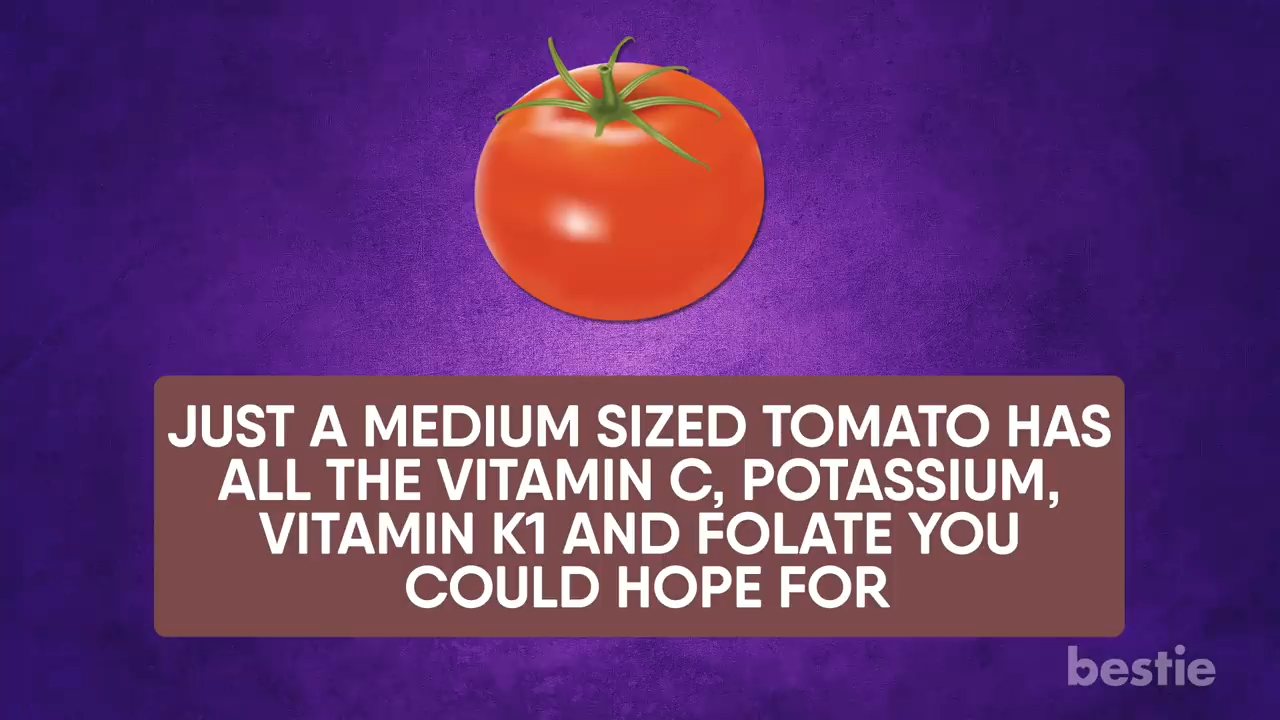 JUST A MEDIUM SIZED TOMATO HAS
ALL THE VITAMIN C, POTASSIUM,
VITAMIN K1 AND FOLATE YOU
COULD HOPE FOR
bestie